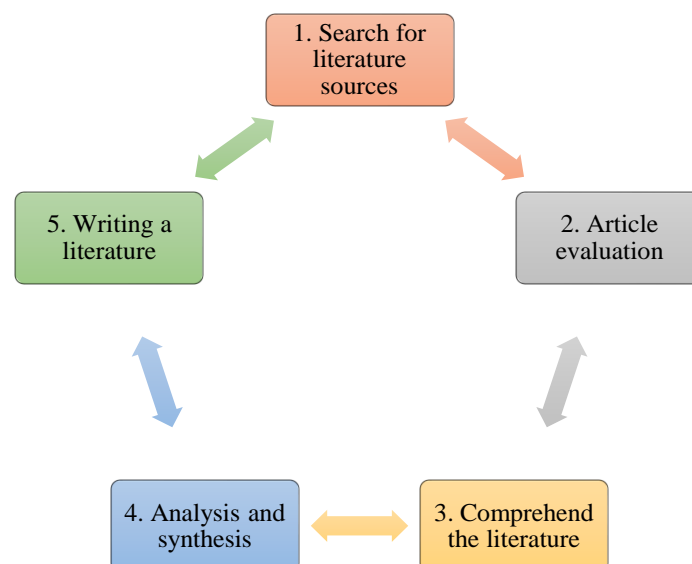 1. Search for
literature
sources
2. Article
evaluation
3. Comprehend
the literature
4. Analysis and
synthesis
5. Writing a
literature